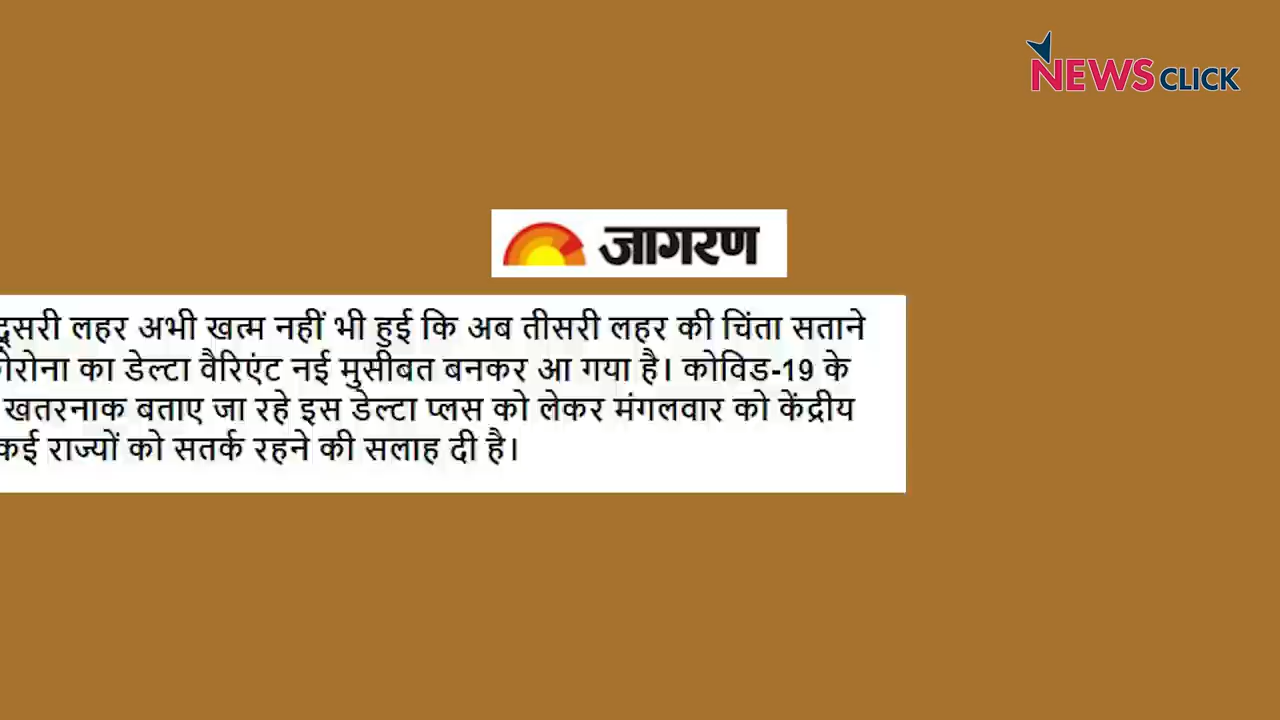 NEWSCLICK
जागरण
दूसरी लहर अभी खत्म नहीं भी हुई कि अब तीसरी लहर की चिंता सताने
का डेल्टा वैरिएंट नई मुसीबत बनकर आ गया है। कोविड-19 के
खतरनाक बताए जा रहे इस डेल्टा प्लस को लेकर मंगलवार को केंद्रीय
कई राज्यों को सतर्क रहने की सलाह दी है।